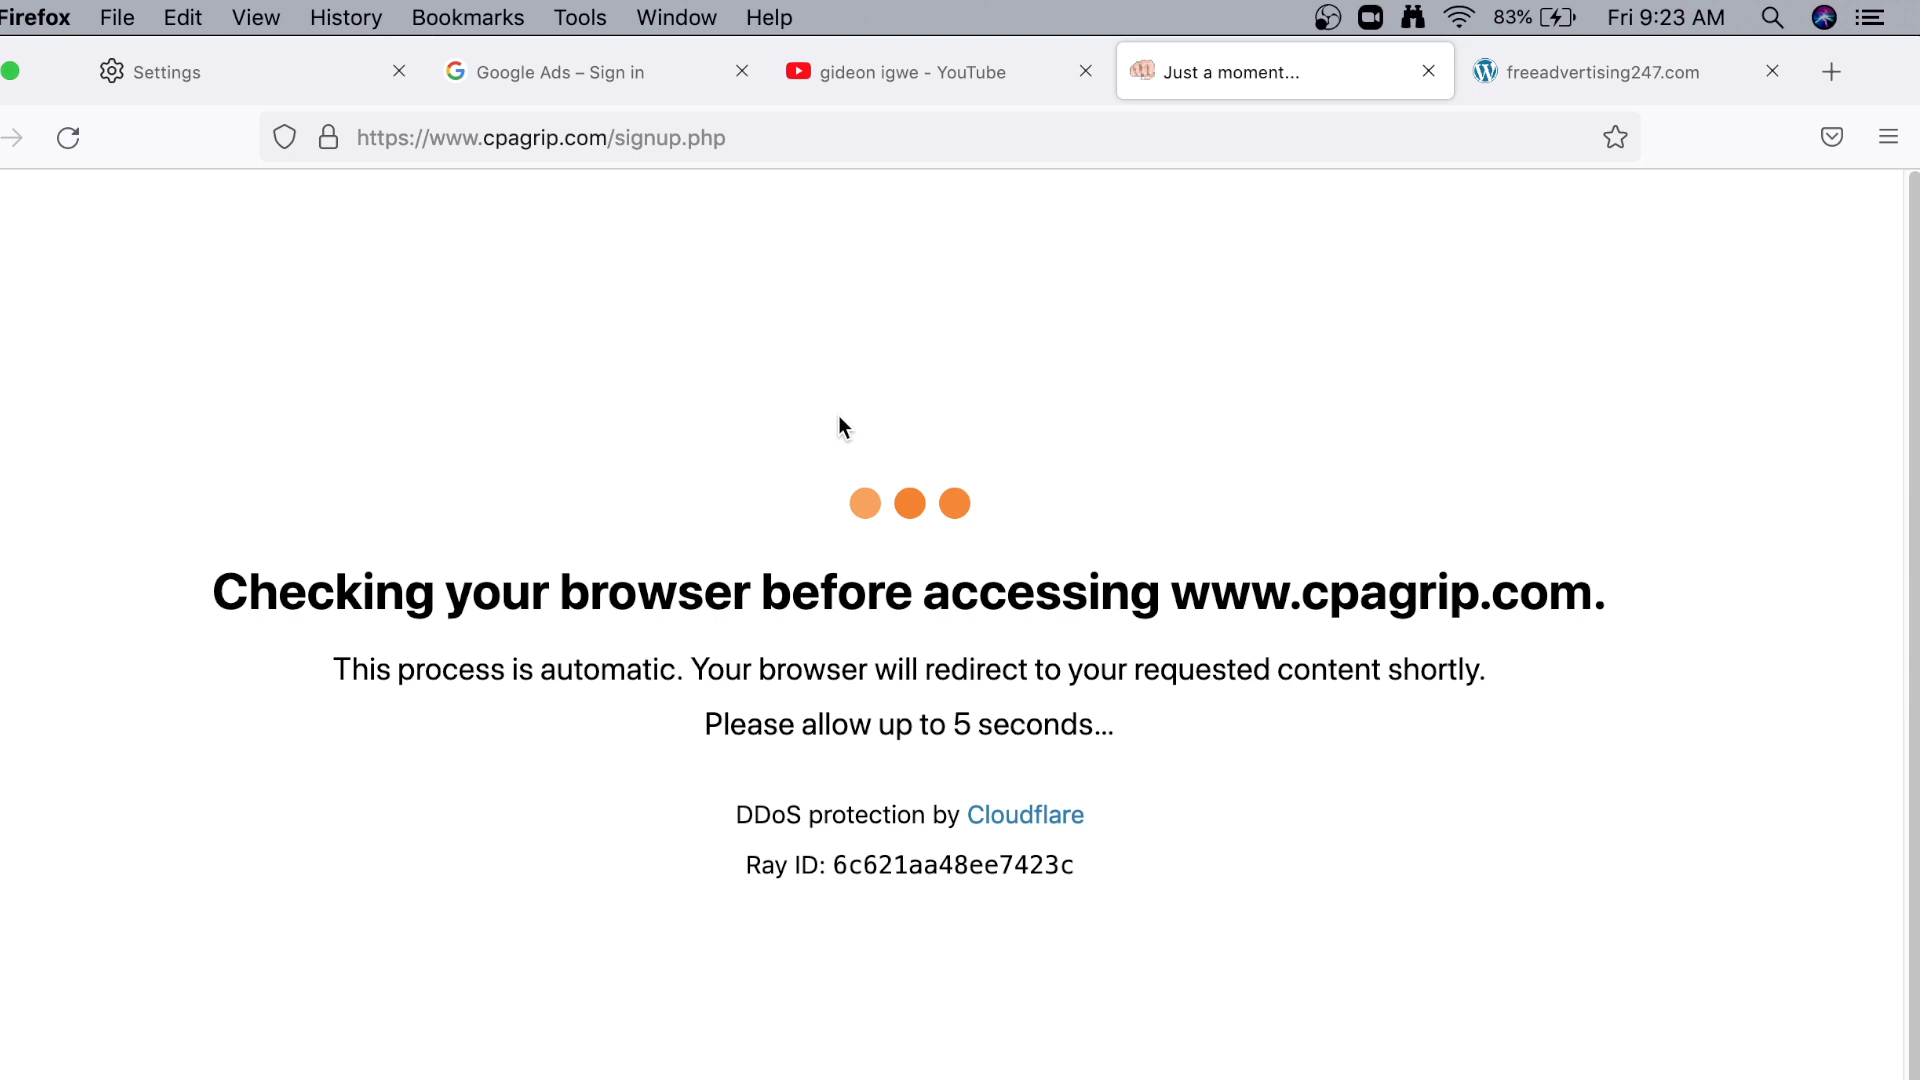 Firefox File Edit View History Bookmarks Tools Window Help 83% Fri 9:23 AM
Settings Google Ads – Sign in gideon igwe - YouTube Just a moment... freeadvertising247.com
https://www.cpagrip.com/signup.php
Checking your browser before accessing www.cpagrip.com.
This process is automatic. Your browser will redirect to your requested content shortly.
Please allow up to 5 seconds...
DDoS protection by Cloudflare
Ray ID: 6c621aa48ee7423c